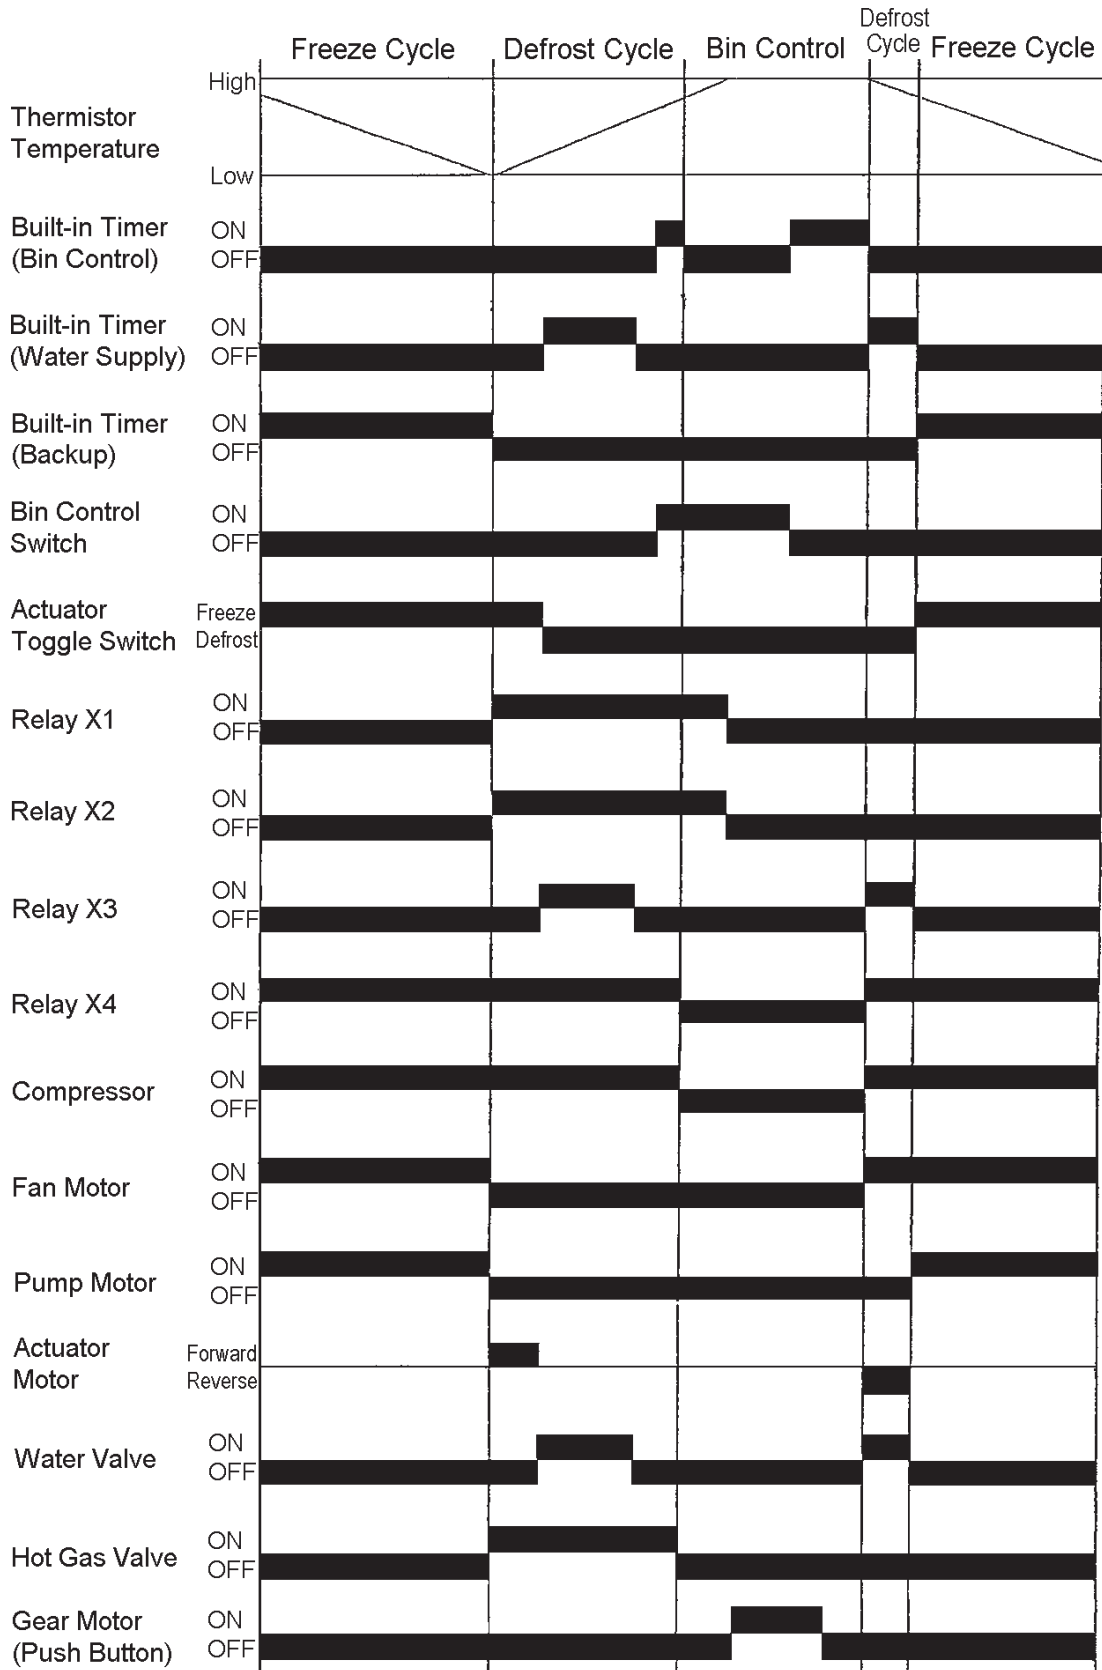 Defrost
Freeze Cycle Defrost Cycle Bin Control Cycle Freeze Cycle
High
Thermistor
Temperature
Low
Built-in Timer ON
(Bin Control) OFF
Built-in Timer ON
(Water Supply) OFF
Built-in Timer ON
(Backup) OFF
Bin Control ON
Switch OFF
Actuator Freeze
Toggle Switch Defrost
ON
Relay X1
OFF
ON
Relay X2
OFF
ON
Relay X3
OFF
ON
Relay X4
OFF
ON
Compressor
OFF
ON
Fan Motor
OFF
ON
Pump Motor
OFF
Actuator Forward
Motor Reverse
ON
Water Valve
OFF
ON
Hot Gas Valve
OFF
Gear Motor ON
(Push Button) OFF